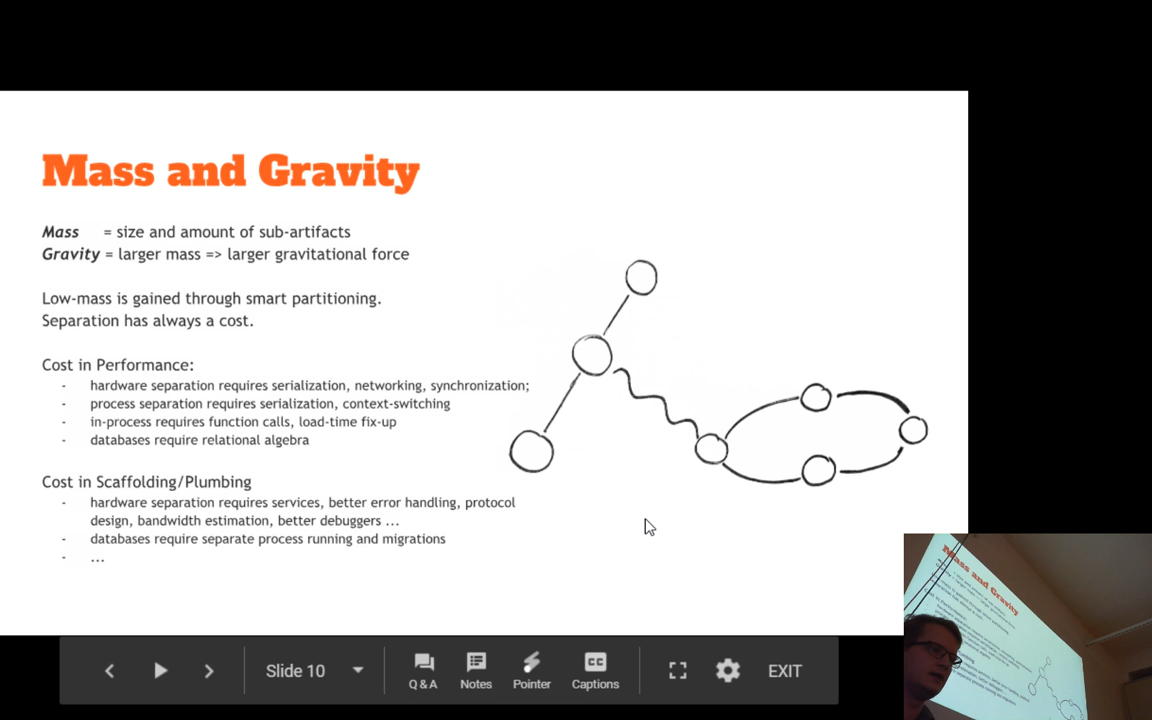 Mass and Gravity
Mass = size and amount of sub-artifacts
Gravity = larger mass => larger gravitational force
Low-mass is gained through smart partitioning.
Separation has always a cost.
Cost in Performance:
- hardware separation requires serialization, networking, synchronization;
- process separation requires serialization, context-switching
- in-process requires function calls, load-time fix-up
- databases require relational algebra
Cost in Scaffolding/Plumbing
- hardware separation requires services, better error handling, protocol
design, bandwidth estimation, better debuggers ...
- databases require separate process running and migrations
- ...
Slide 10
Q & A
Notes
Pointer
CC
Captions
EXIT
Mass and Gravity